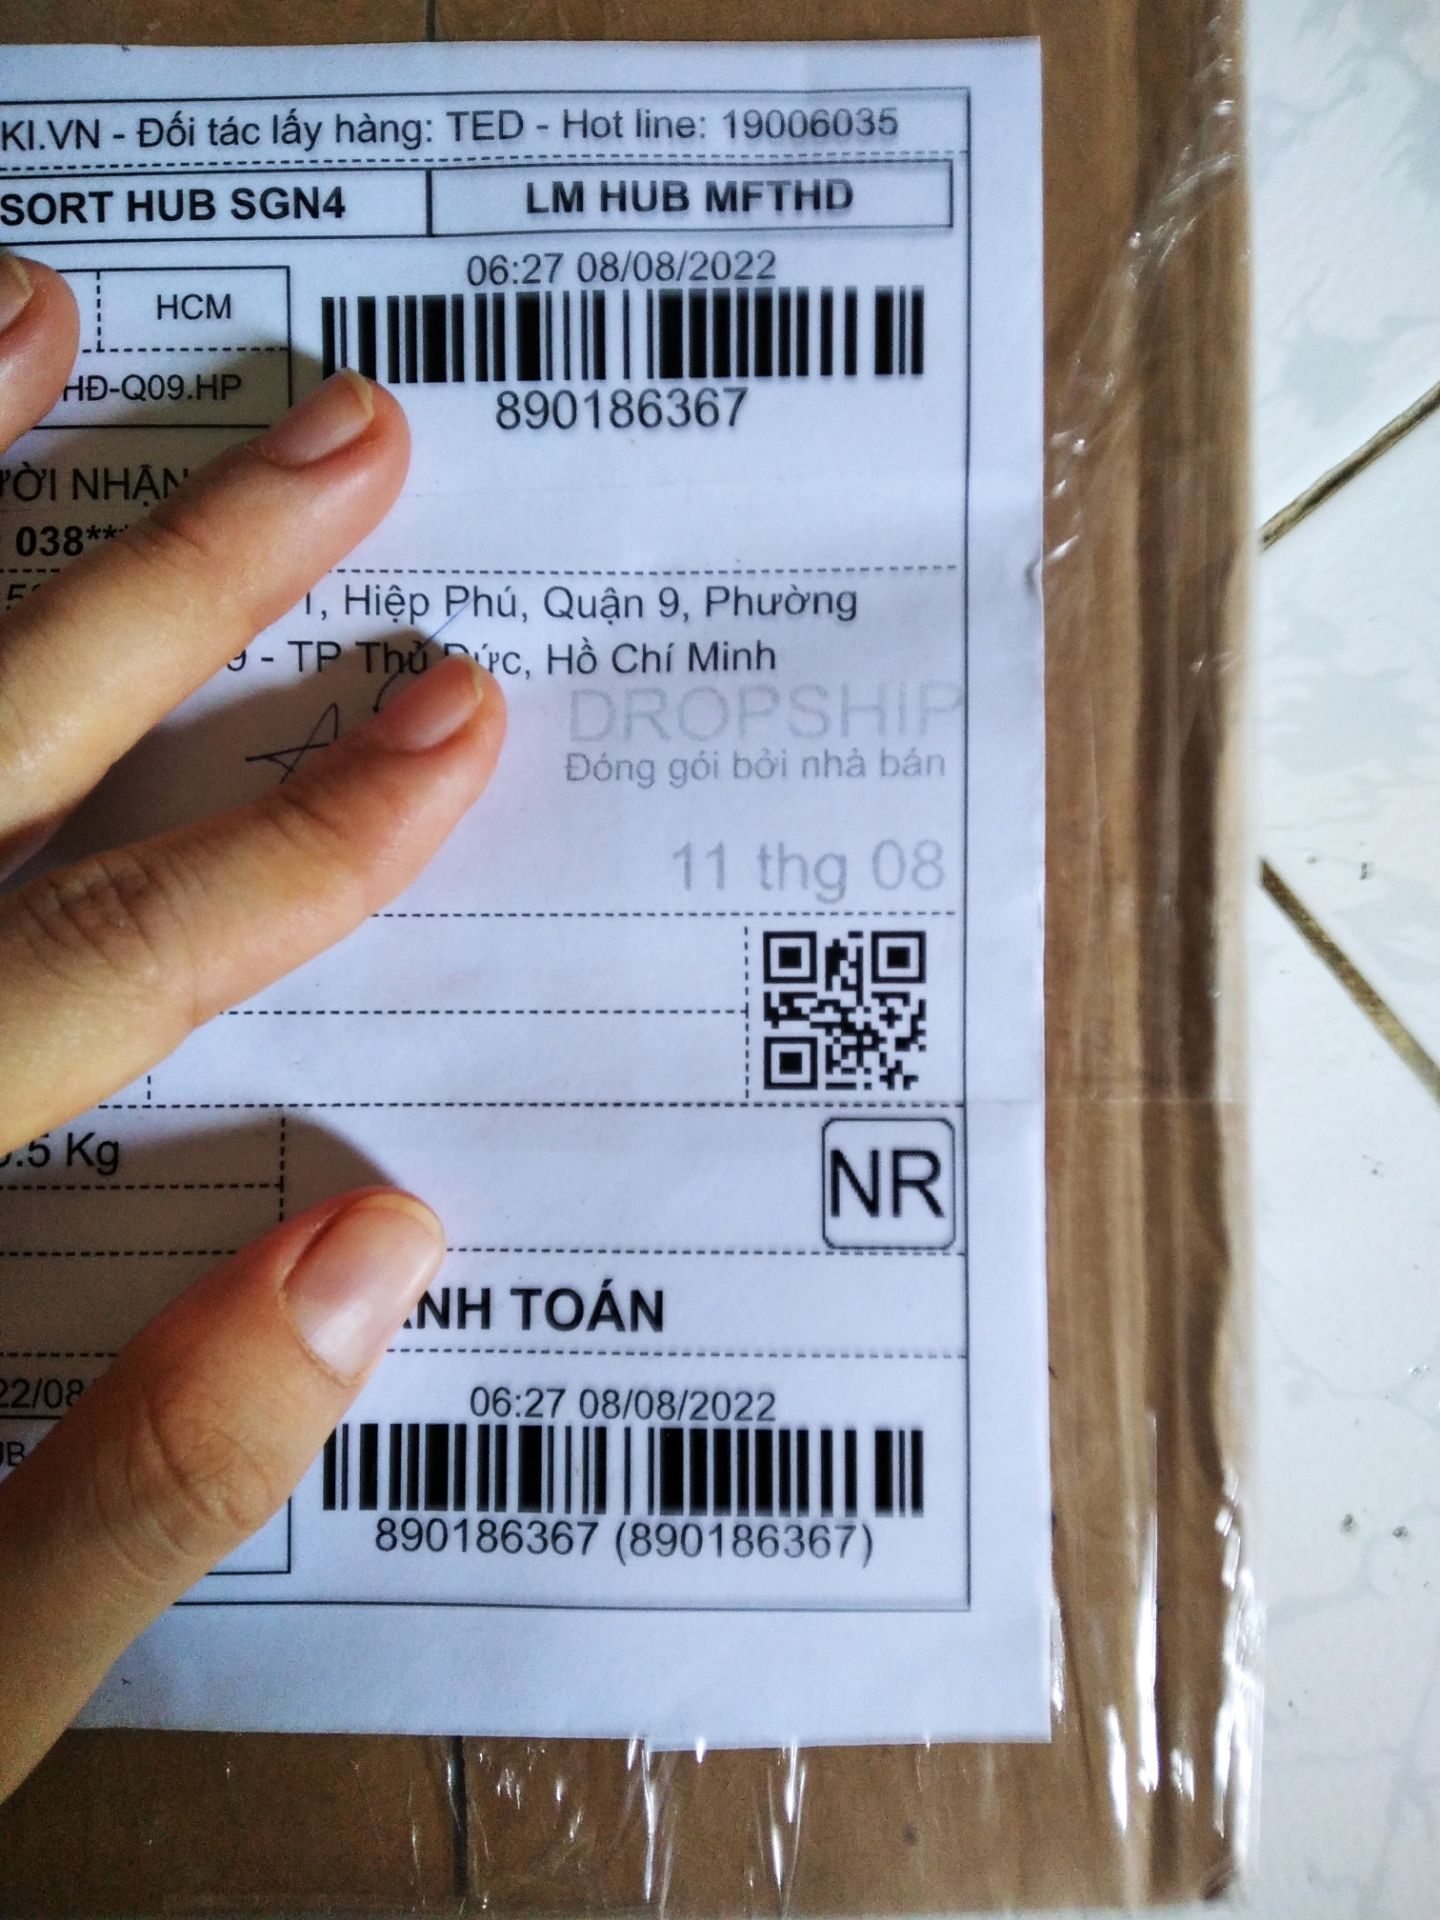 KI.VN - Đối tác lấy hàng: TED - Hot line: 19006035
SORT HUB SGN4
LM HUB MFTHD
06:27 08/08/2022
HCM
HĐ-Q09.HP
890186367
NHẬN
038**
1, Hiệp Phú, Quận 9, Phường
9 - TP Thủ Đức, Hồ Chí Minh
DROPSHIP
Đóng gói bởi nhà bán
11 thg 08
.5 Kg
NR
ANH TOÁN
22/08
06:27 08/08/2022
890186367 (890186367)